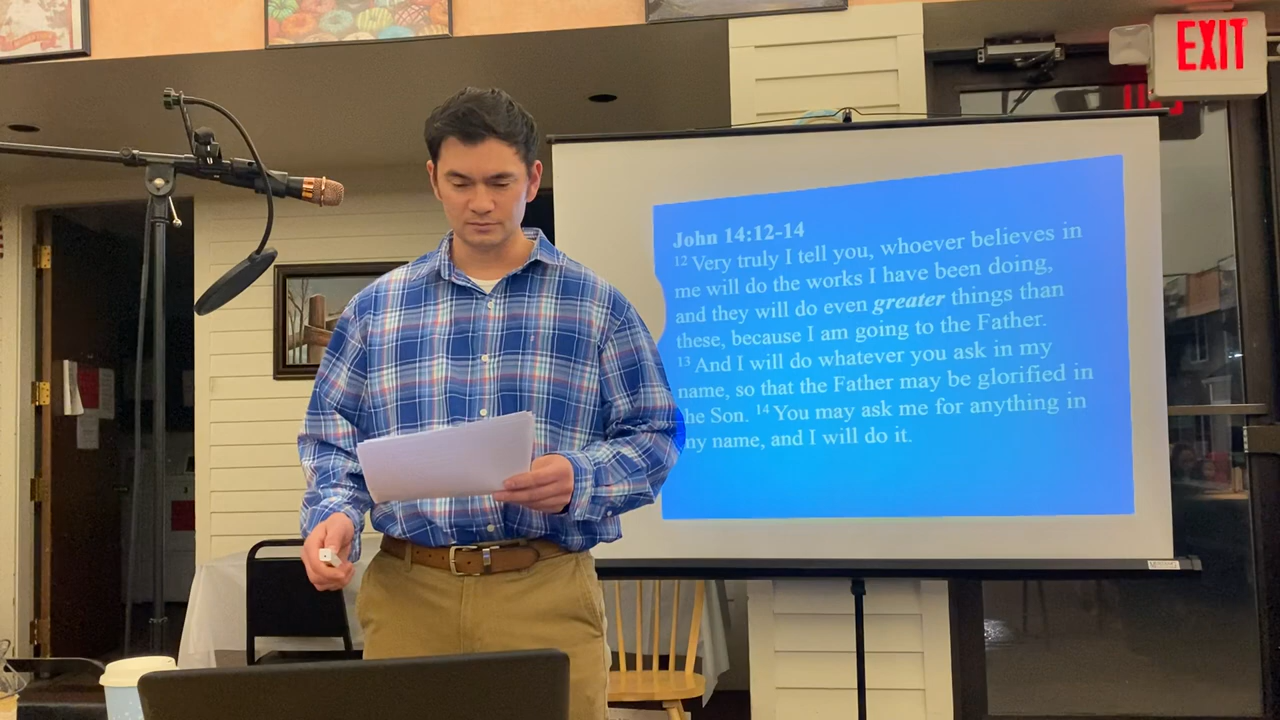 EXIT
John 14:12-14
12 Very truly I tell you, whoever believes in
me will do the works I have been doing,
and they will do even greater things than
these, because I am going to the Father.
13 And I will do whatever you ask in my
name, so that the Father may be glorified in
he Son. 14 You may ask me for anything in
ny name, and I will do it.